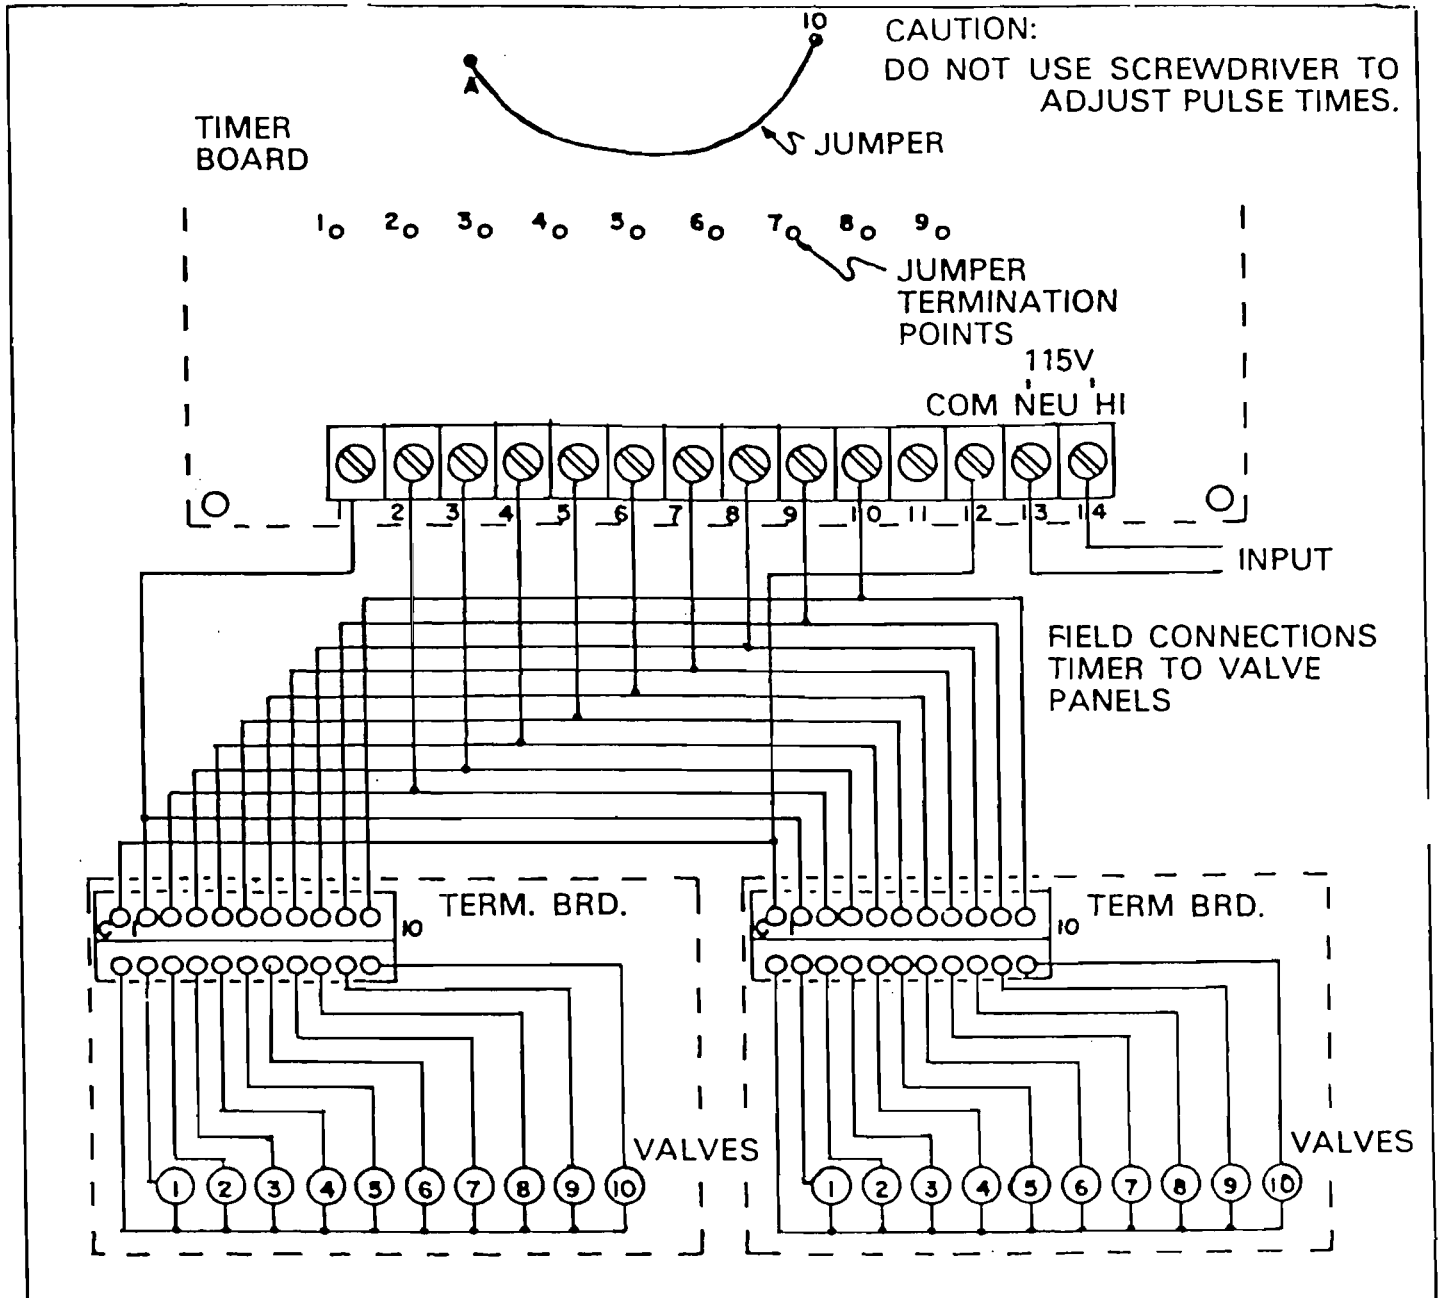 10
A
CAUTION:
DO NOT USE SCREWDRIVER TO
ADJUST PULSE TIMES.
JUMPER
TIMER
BOARD
1 2 3 4 5 6 7 8 9
JUMPER
TERMINATION
POINTS
115V
COM NEU HI
1 2 3 4 5 6 7 8 9 10 11 12 13 14
INPUT
FIELD CONNECTIONS
TIMER TO VALVE
PANELS
TERM. BRD.
C 1 10
TERM BRD.
C 1 10
VALVES
1 2 3 4 5 6 7 8 9 10
VALVES
1 2 3 4 5 6 7 8 9 10